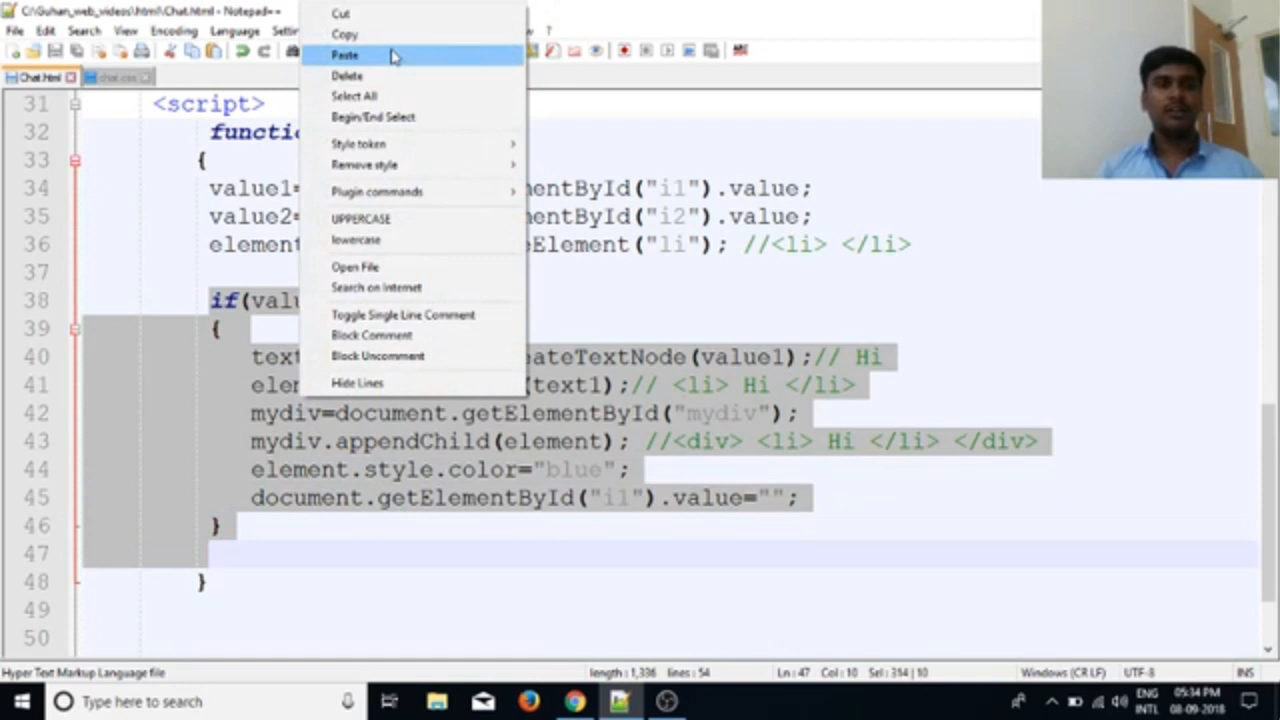 C:\Guhan_web_videos\html\Chat.html - Notepad++
File Edit Search View Encoding Language
Chat.html chat.css
Cut
Copy
Paste
Delete
Select All
Begin/End Select
Style token
Remove style
Plugin commands
UPPERCASE
lowercase
Open File
Search on Internet
Toggle Single Line Comment
Block Comment
Block Uncomment
Hide Lines
31 <script>
32 functi
33 {
34 value1= mentById("i1").value;
35 value2= mentById("i2").value;
36 element eElement("li"); //<li> </li>
37
38 if(valu
39 {
40 text eateTextNode(value1);// Hi
41 elem (text1);// <li> Hi </li>
42 mydiv=document.getElementById("mydiv");
43 mydiv.appendChild(element); //<div> <li> Hi </li> </div>
44 element.style.color="blue";
45 document.getElementById("i1").value="";
46 }
47
48 }
49
50
Hyper Text Markup Language file length : 1,336 lines : 54 Ln : 47 Col : 10 Sel : 314 | 10 Windows (CR LF) UTF-8 INS
Type here to search ENG 05:34 PM
INTL 08-09-2018